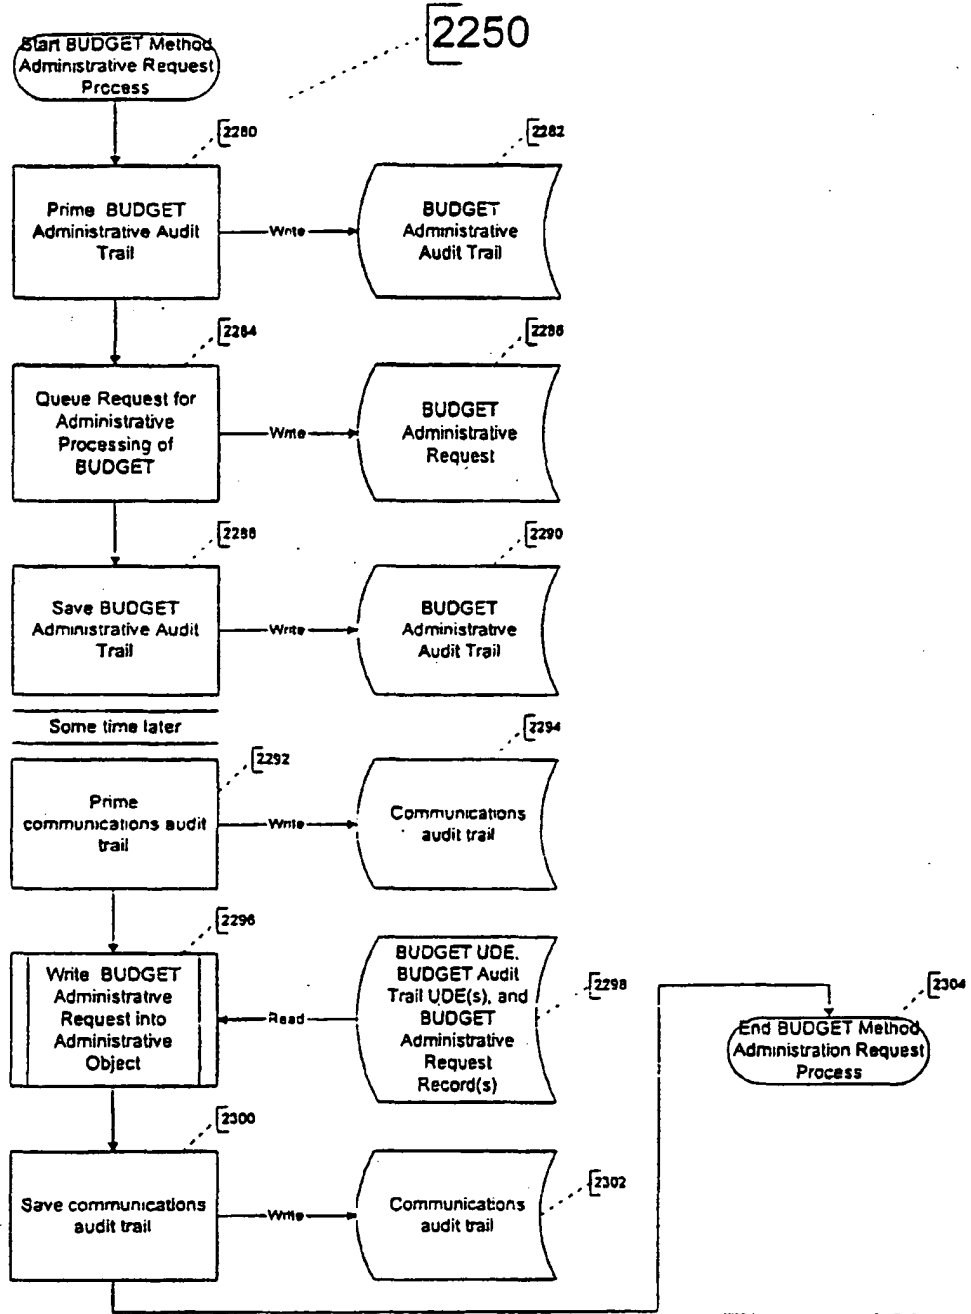 2250
Start BUDGET Method
Administrative Request
Process
2280
Prime BUDGET
Administrative Audit
Trail
Write
2282
BUDGET
Administrative
Audit Trail
2284
Queue Request for
Administrative
Processing of
BUDGET
Write
2286
BUDGET
Administrative
Request
2288
Save BUDGET
Administrative Audit
Trail
Write
2290
BUDGET
Administrative
Audit Trail
Some time later
2292
Prime
communications audit
trail
Write
2294
Communications
audit trail
2296
Write BUDGET
Administrative
Request into
Administrative
Object
Read
2298
BUDGET UDE,
BUDGET Audit
Trail UDE(s), and
BUDGET
Administrative
Request
Record(s)
2300
Save communications
audit trail
Write
2302
Communications
audit trail
2304
End BUDGET Method
Administration Request
Process